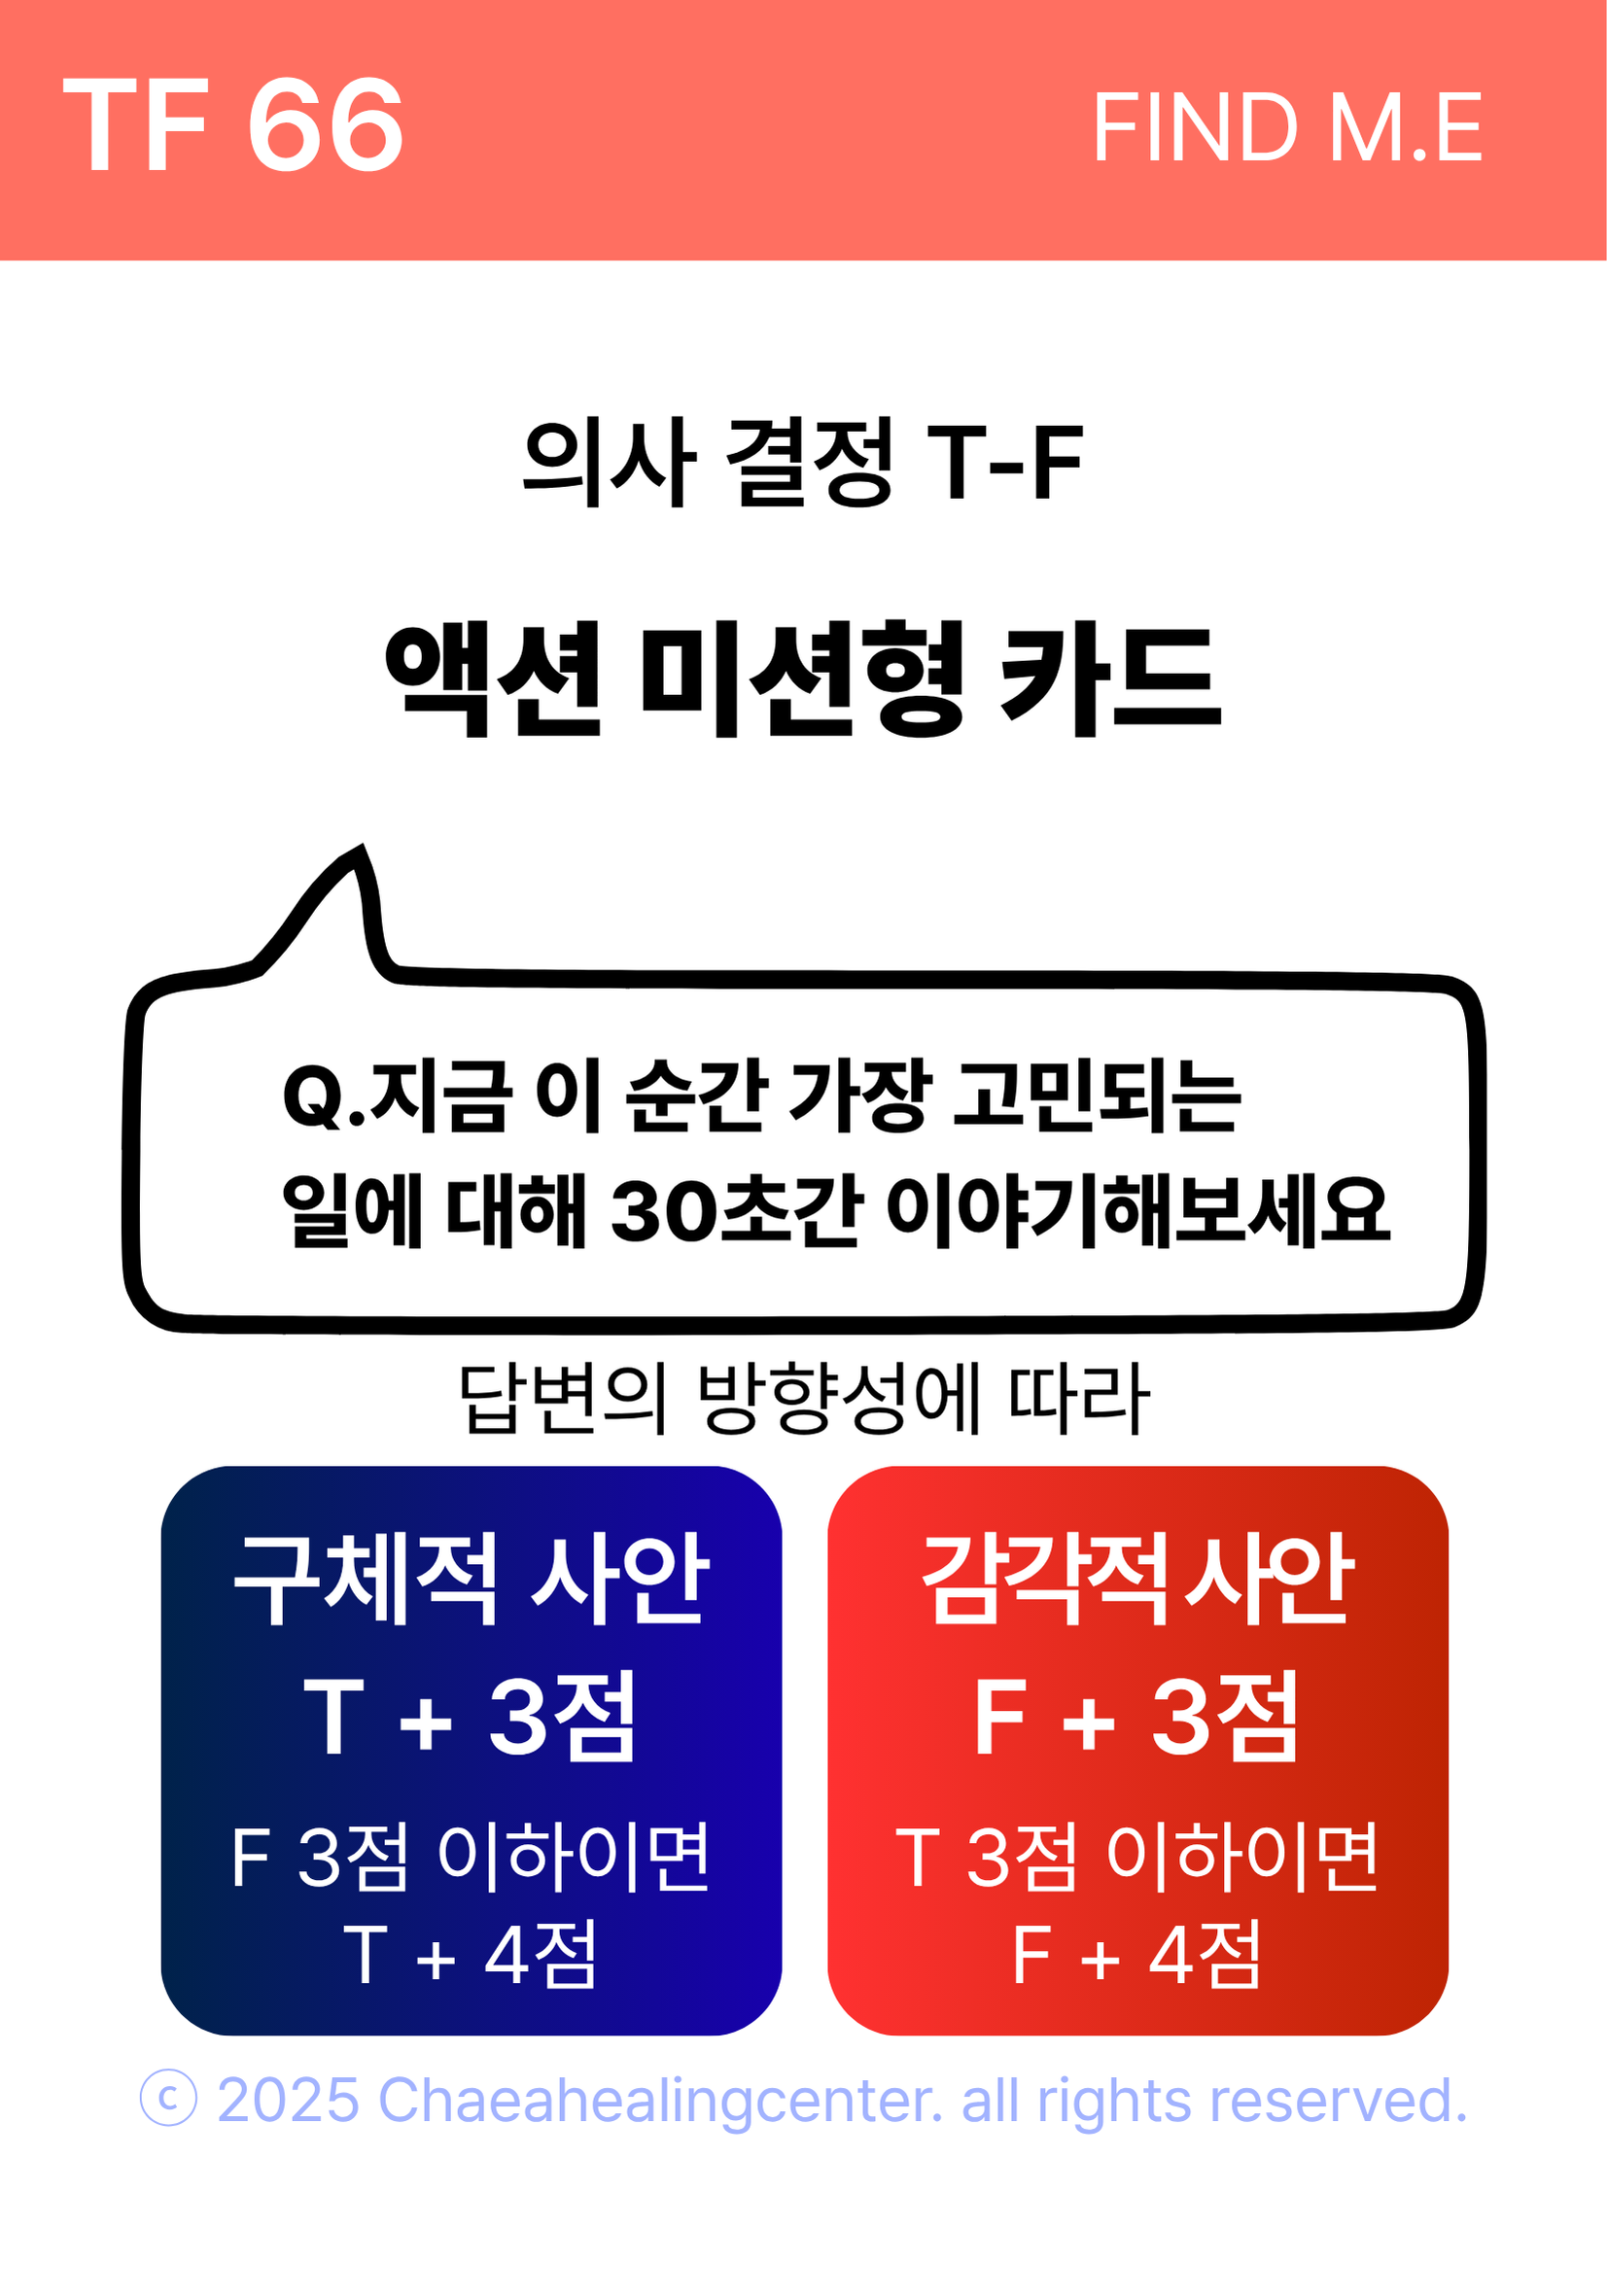 TF 66
FIND M.E
의사 결정 T-F
액션 미션형 카드
Q.지금 이 순간 가장 고민되는
일에 대해 30초간 이야기해보세요
답변의 방향성에 따라
구체적 사안
T + 3점
F 3점 이하이면
T + 4점
감각적 사안
F + 3점
T 3점 이하이면
F + 4점
ⓒ 2025 Chaeahealingcenter. all rights reserved.